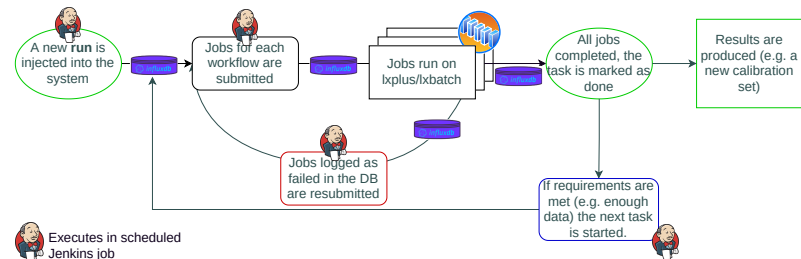 A new run is
injected into the
system
influxdb
Jobs for each
workflow are
submitted
influxdb
Jobs run on
lxplus/lxbatch
influxdb
All jobs
completed, the
task is marked as
done
Results are
produced (e.g. a
new calibration
set)
influxdb
Jobs logged as
failed in the DB
are resubmitted
If requirements are
met (e.g. enough
data) the next task
is started.
Executes in scheduled
Jenkins job